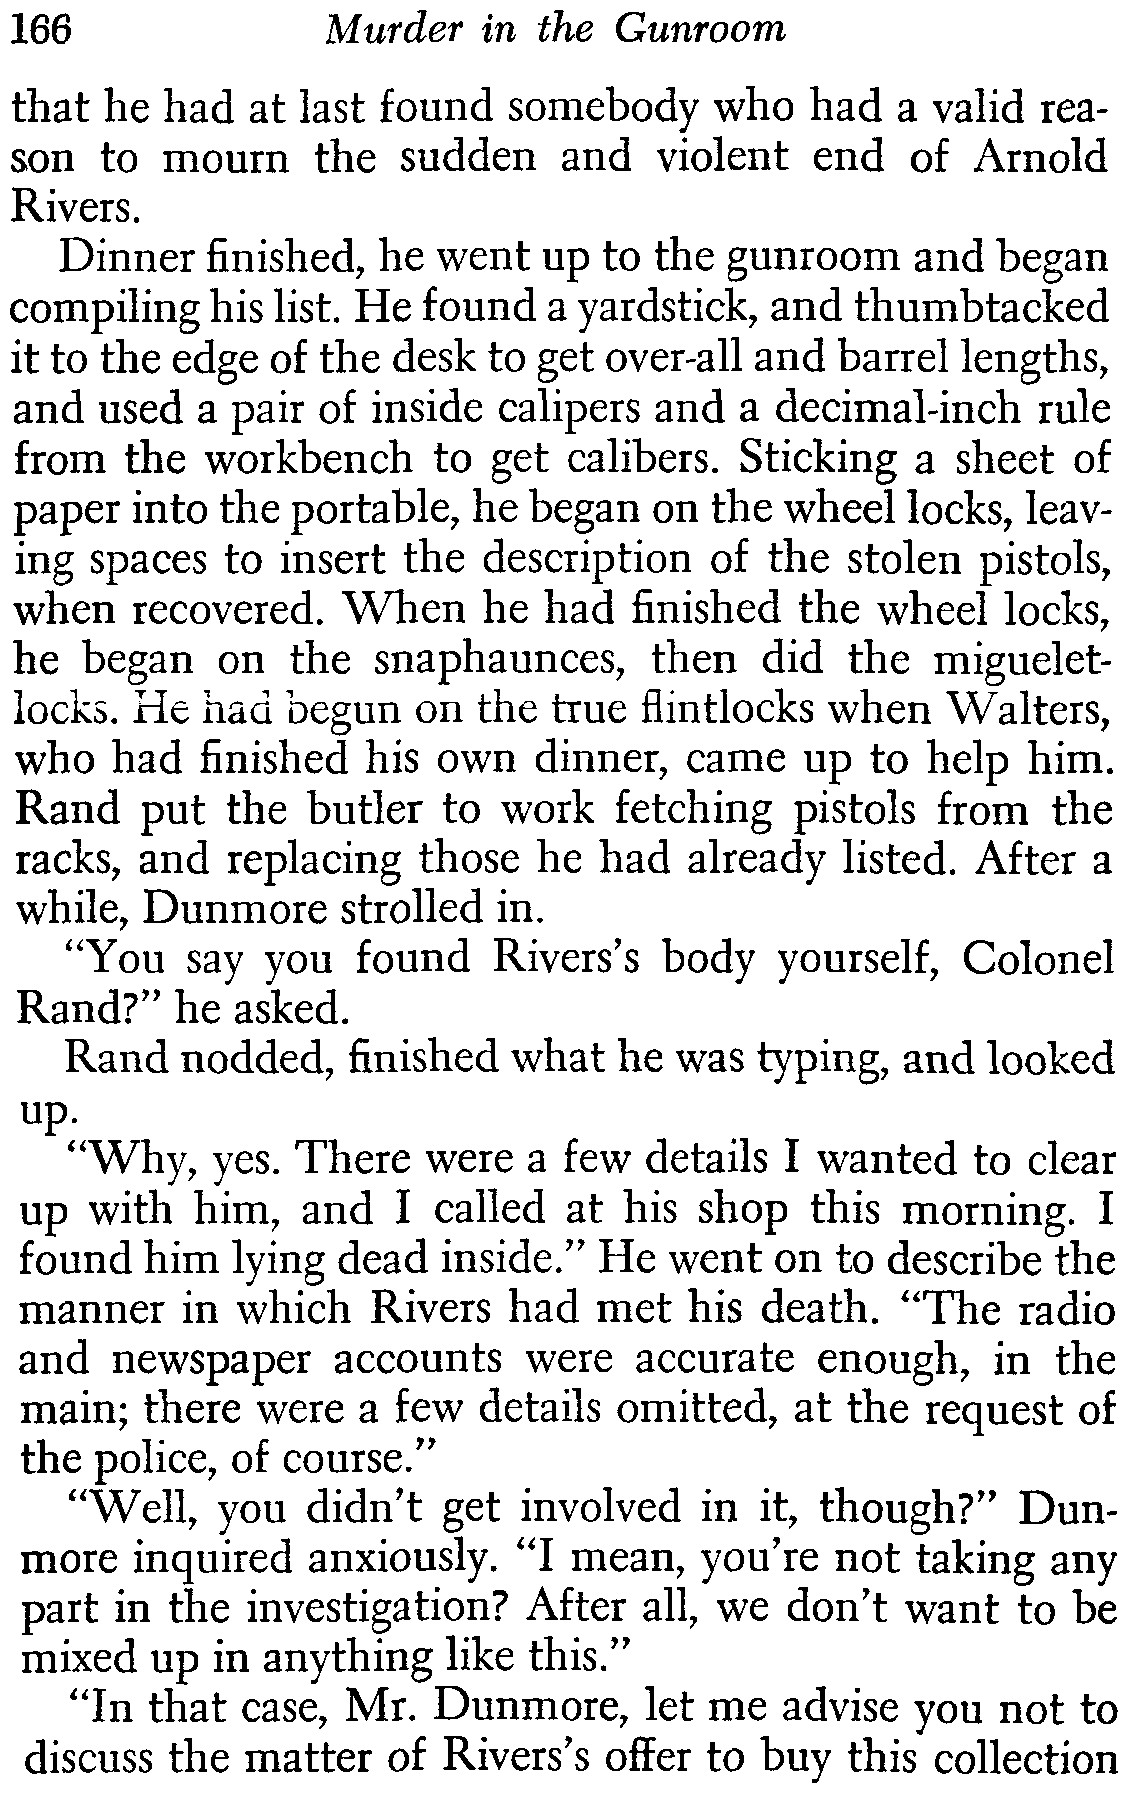 166 Murder in the Gunroom
that he had at last found somebody who had a valid rea-
son to mourn the sudden and violent end of Arnold
Rivers.
Dinner finished, he went up to the gunroom and began
compiling his list. He found a yardstick, and thumbtacked
it to the edge of the desk to get over-all and barrel lengths,
and used a pair of inside calipers and a decimal-inch rule
from the workbench to get calibers. Sticking a sheet of
paper into the portable, he began on the wheel locks, leav-
ing spaces to insert the description of the stolen pistols,
when recovered. When he had finished the wheel locks,
he began on the snaphaunces, then did the miguelet-
locks. He had begun on the true flintlocks when Walters,
who had finished his own dinner, came up to help him.
Rand put the butler to work fetching pistols from the
racks, and replacing those he had already listed. After a
while, Dunmore strolled in.
"You say you found Rivers's body yourself, Colonel
Rand?" he asked.
Rand nodded, finished what he was typing, and looked
up.
"Why, yes. There were a few details I wanted to clear
up with him, and I called at his shop this morning. I
found him lying dead inside." He went on to describe the
manner in which Rivers had met his death. "The radio
and newspaper accounts were accurate enough, in the
main; there were a few details omitted, at the request of
the police, of course."
"Well, you didn't get involved in it, though?" Dun-
more inquired anxiously. "I mean, you're not taking any
part in the investigation? After all, we don't want to be
mixed up in anything like this."
"In that case, Mr. Dunmore, let me advise you not to
discuss the matter of Rivers's offer to buy this collection